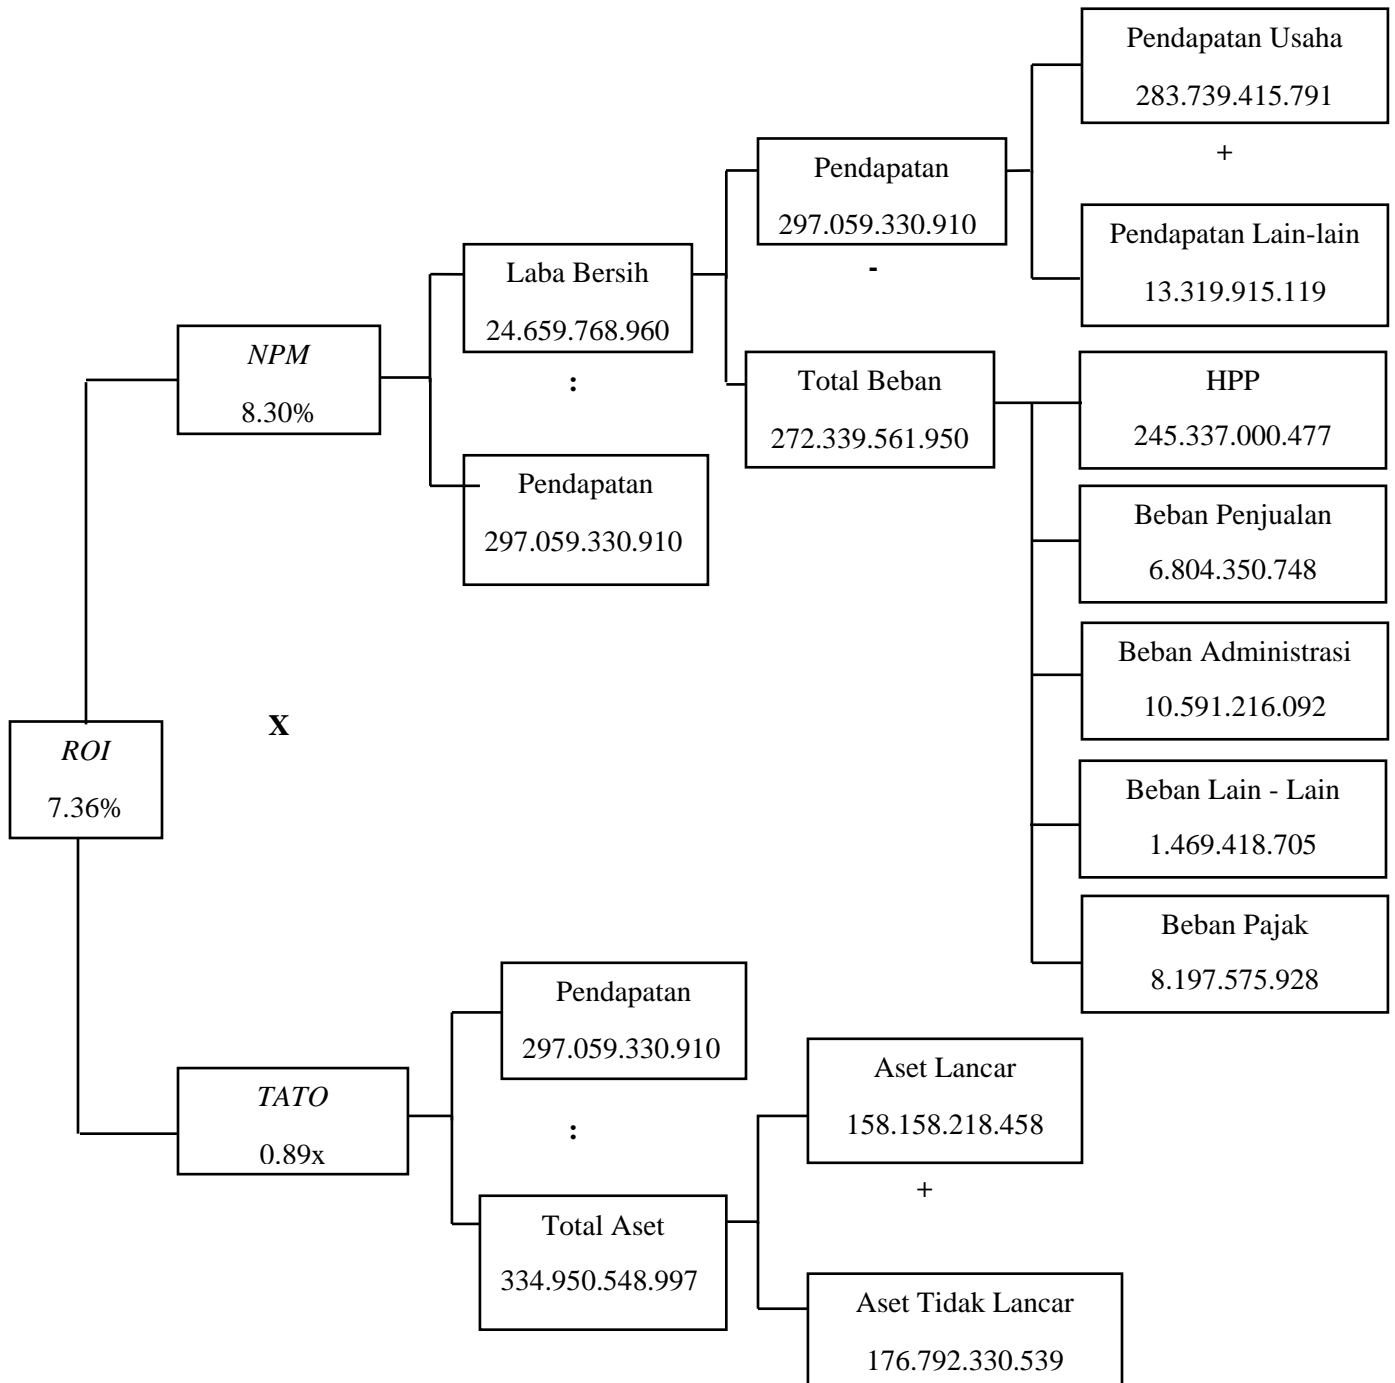 Pendapatan Usaha
283.739.415.791
+
Pendapatan Lain-lain
13.319.915.119
Pendapatan
297.059.330.910
-
Laba Bersih
24.659.768.960
:
NPM
8.30%
Total Beban
272.339.561.950
HPP
245.337.000.477
Pendapatan
297.059.330.910
Beban Penjualan
6.804.350.748
Beban Administrasi
10.591.216.092
X
ROI
7.36%
Beban Lain - Lain
1.469.418.705
Beban Pajak
8.197.575.928
Pendapatan
297.059.330.910
:
TATO
0.89x
Aset Lancar
158.158.218.458
+
Total Aset
334.950.548.997
Aset Tidak Lancar
176.792.330.539